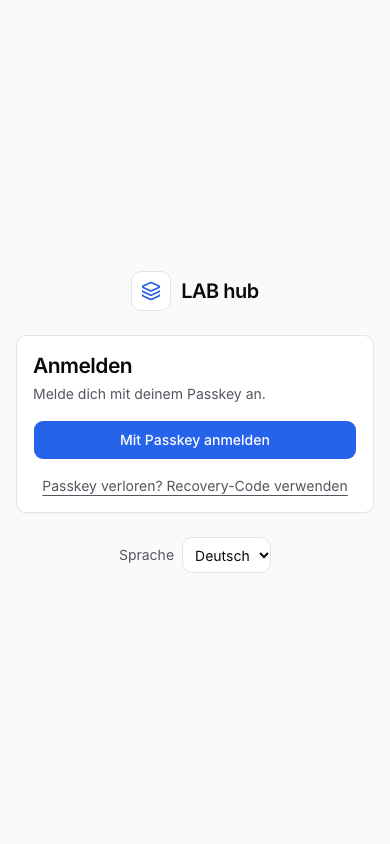 LAB hub
Anmelden
Melde dich mit deinem Passkey an.
Mit Passkey anmelden
Passkey verloren? Recovery-Code verwenden
Sprache Deutsch